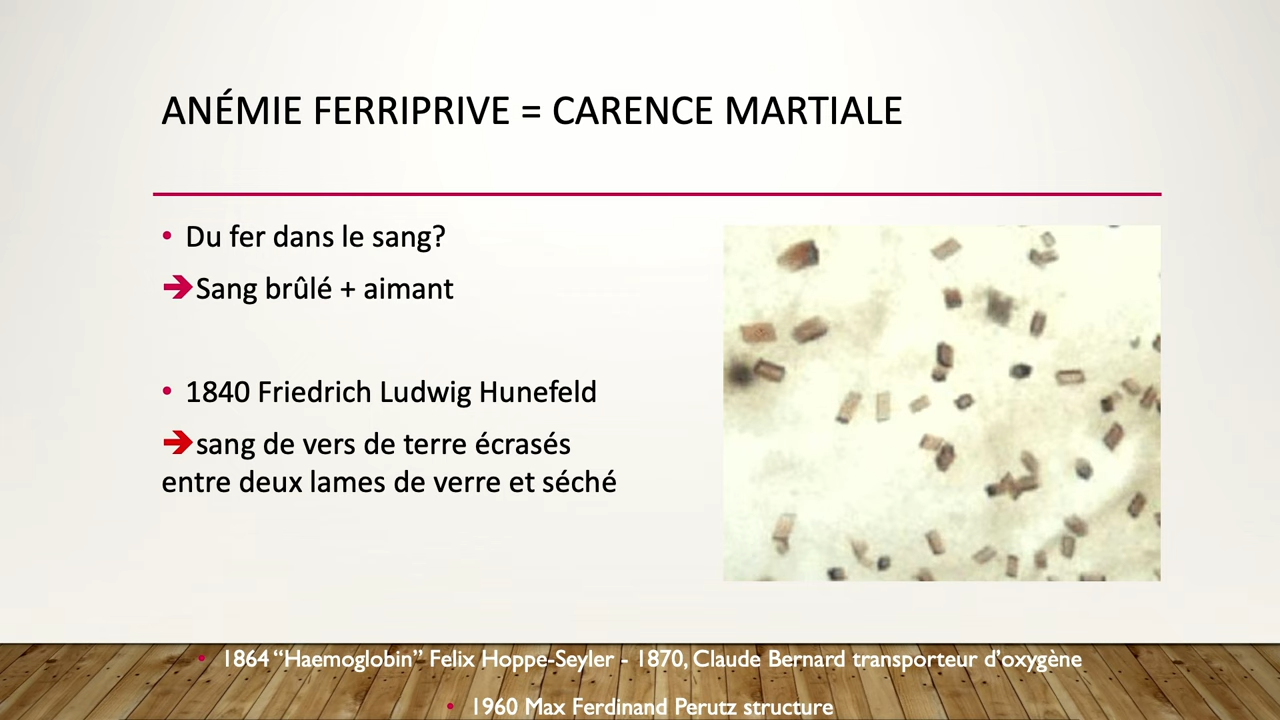 ANÉMIE FERRIPRIVE = CARENCE MARTIALE
• Du fer dans le sang?
➔ Sang brûlé + aimant
• 1840 Friedrich Ludwig Hunefeld
➔ sang de vers de terre écrasés
entre deux lames de verre et séché
• 1864 “Haemoglobin” Felix Hoppe-Seyler - 1870, Claude Bernard transporteur d’oxygène
• 1960 Max Ferdinand Perutz structure